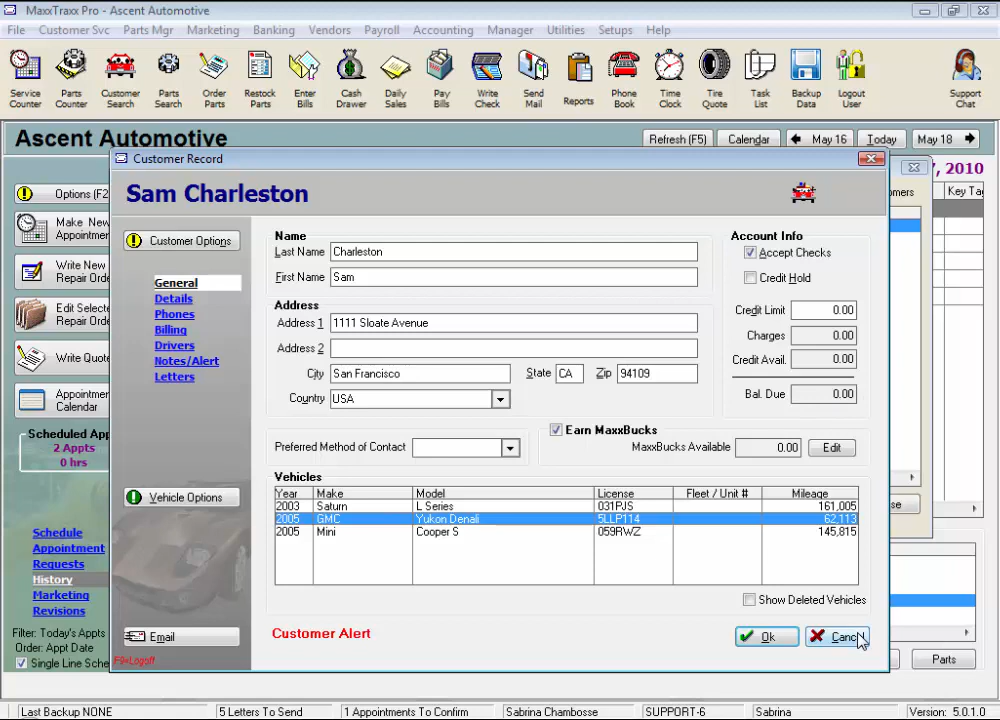 MaxxTraxx Pro - Ascent Automotive
File Customer Svc Parts Mgr Marketing Banking Vendors Payroll Accounting Manager Utilities Setups Help
Service Counter
Parts Counter
Customer Search
Parts Search
Order Parts
Restock Parts
Enter Bills
Cash Drawer
Daily Sales
Pay Bills
Write Check
Send Mail
Reports
Phone Book
Time Clock
Tire Quote
Task List
Backup Data
Logout User
Support Chat
Ascent Automotive
Refresh (F5) Calendar May 16 Today May 18
Customer Record
, 2010
Options (F2
Key Tag
Make New
Appointmen
Write New
Repair Orde
Edit Selecte
Repair Orde
Write Quote
Appointmen
Calendar
Scheduled App
2 Appts
0 hrs
Schedule
Appointment
Requests
History
Marketing
Revisions
Filter: Today's Appts
Order: Appt Date
Single Line Sche
Sam Charleston
Customer Options
General
Details
Phones
Billing
Drivers
Notes/Alert
Letters
Vehicle Options
Email
F9=Logoff
Name
Last Name Charleston
First Name Sam
Address
Address 1 1111 Sloate Avenue
Address 2
City San Francisco State CA Zip 94109
Country USA
Account Info
Accept Checks
Credit Hold
Credit Limit 0.00
Charges 0.00
Credit Avail. 0.00
Bal. Due 0.00
Preferred Method of Contact
Earn MaxxBucks
MaxxBucks Available 0.00 Edit
Vehicles
Year Make Model License Fleet / Unit # Mileage
2003 Saturn L Series 031PJS 161,005
2005 GMC Yukon Denali 5LLP114 62,113
2005 Mini Cooper S 059RWZ 145,815
Show Deleted Vehicles
Customer Alert
Ok Cancel
omers
se
Parts
Last Backup NONE 5 Letters To Send 1 Appointments To Confirm Sabrina Chambosse SUPPORT-6 Sabrina Version: 5.0.1.0